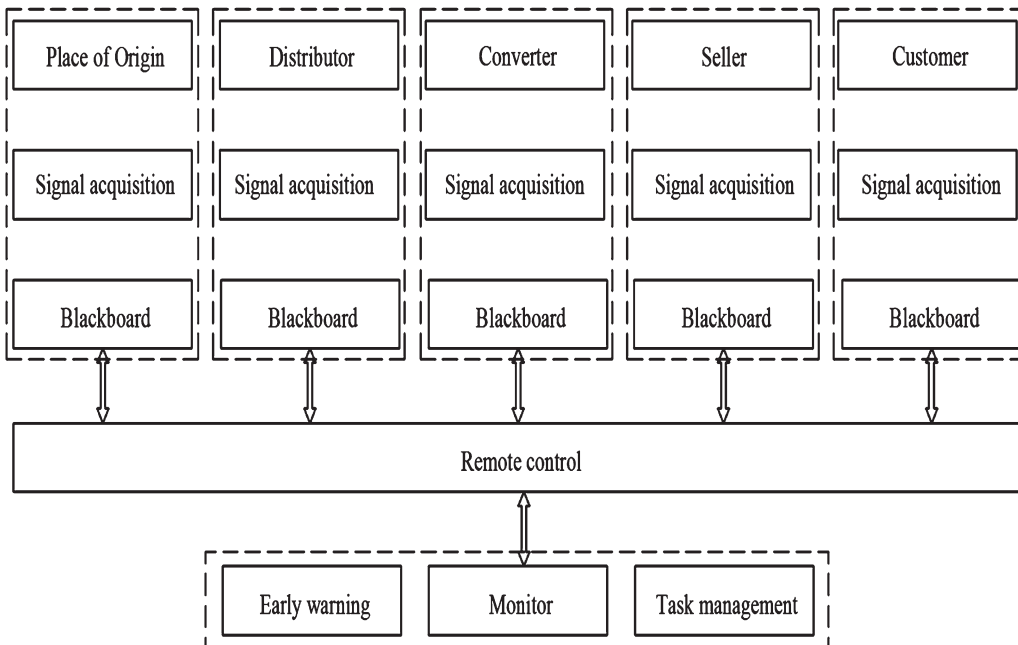 Place of Origin
Distributor
Converter
Seller
Customer
Signal acquisition
Signal acquisition
Signal acquisition
Signal acquisition
Signal acquisition
Blackboard
Blackboard
Blackboard
Blackboard
Blackboard
Remote control
Early warning
Monitor
Task management